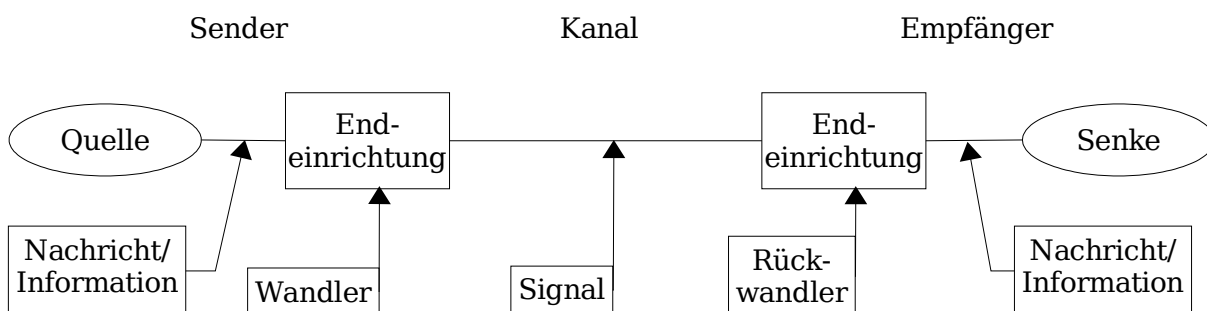 Sender Kanal Empfänger
Quelle
End-
einrichtung
End-
einrichtung
Senke
Nachricht/
Information
Wandler
Signal
Rück-
wandler
Nachricht/
Information